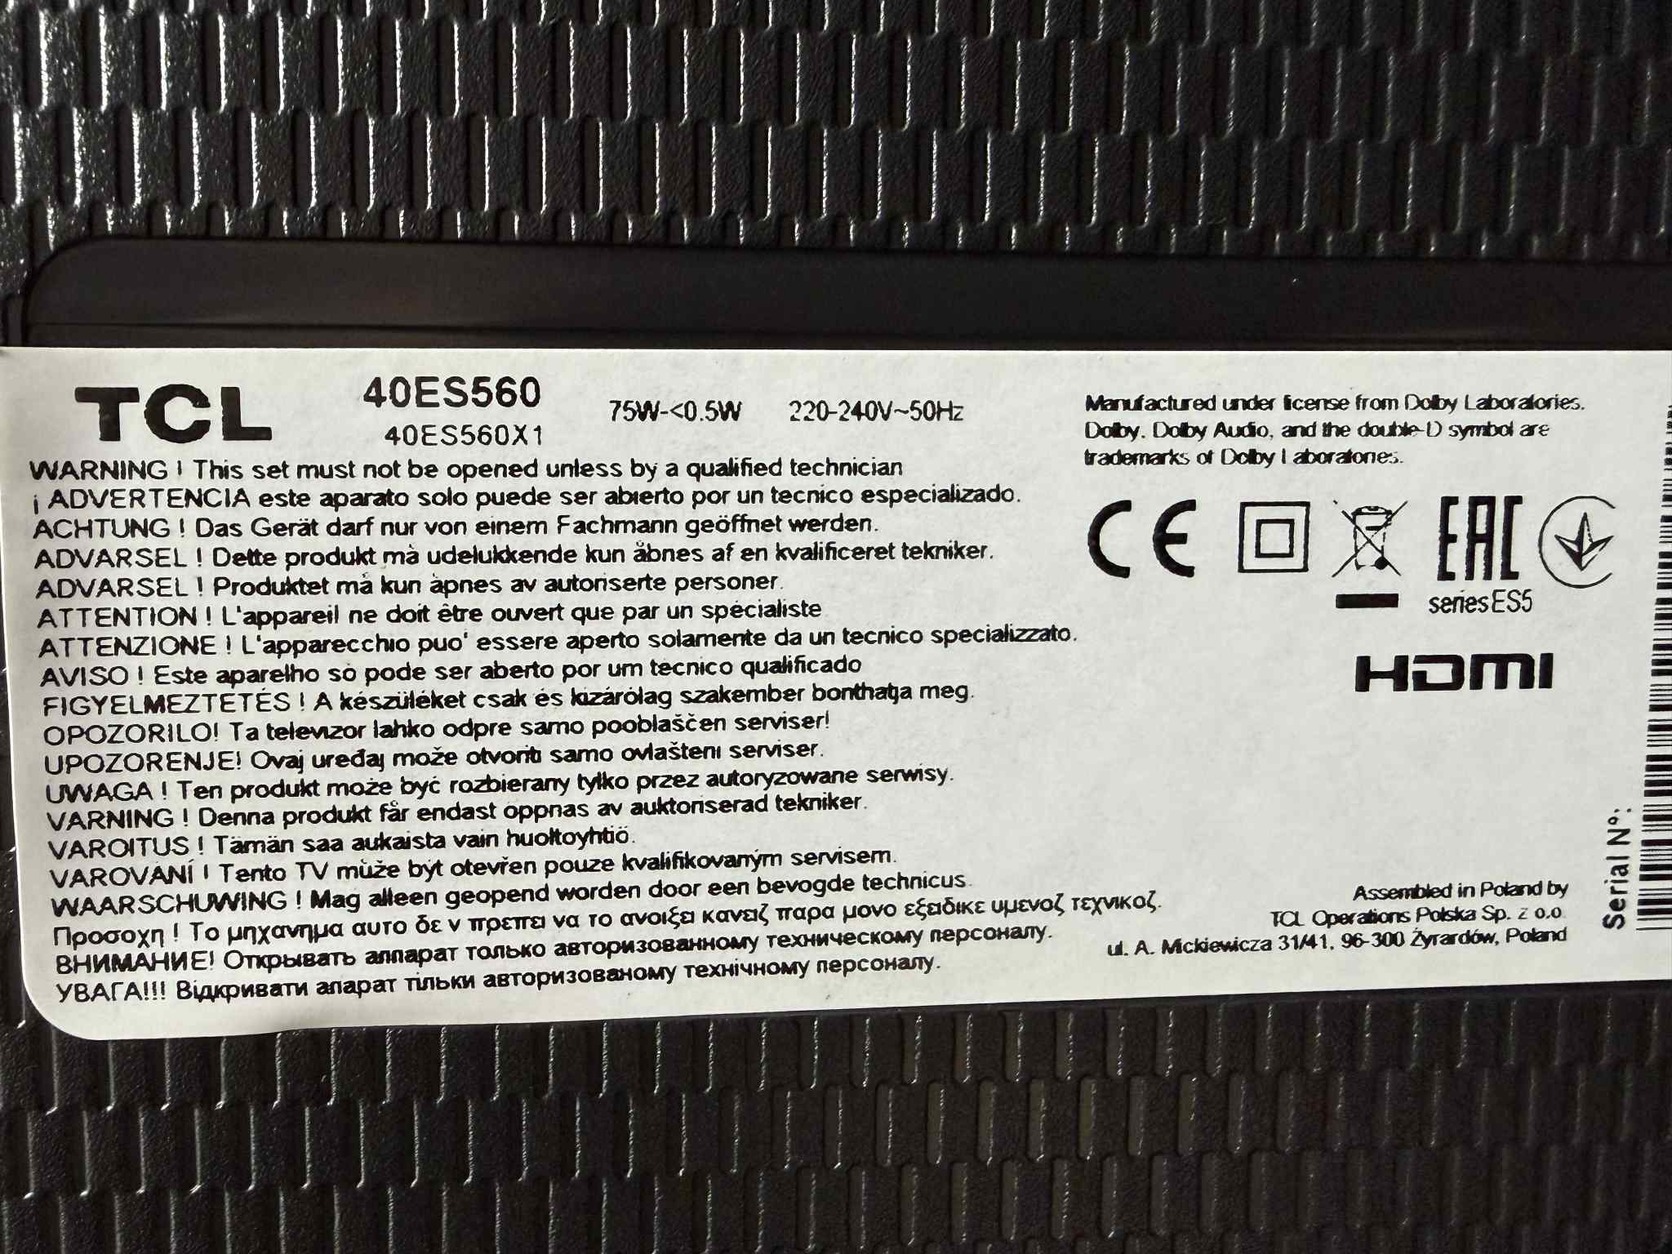 TCL
40ES560
40ES560X1
75W-<0.5W
220-240V~50Hz
WARNING ! This set must not be opened unless by a qualified technician
¡ ADVERTENCIA este aparato solo puede ser abierto por un tecnico especializado.
ACHTUNG ! Das Gerät darf nur von einem Fachmann geöffnet werden.
ADVARSEL ! Dette produkt må udelukkende kun åbnes af en kvalificeret tekniker.
ADVARSEL ! Produktet må kun åpnes av autoriserte personer.
ATTENTION ! L'appareil ne doit être ouvert que par un spécialiste
ATTENZIONE ! L'apparecchio puo' essere aperto solamente da un tecnico specializzato.
AVISO ! Este aparelho só pode ser aberto por um técnico qualificado
FIGYELMEZTETÉS ! A készüléket csak és kizárólag szakember bonthatja meg.
OPOZORILO! Ta televizor lahko odpre samo pooblaščen serviser!
UPOZORENJE! Ovaj uređaj može otvoriti samo ovlašteni serviser.
UWAGA ! Ten produkt może być rozbierany tylko przez autoryzowane serwisy.
VARNING ! Denna produkt får endast öppnas av auktoriserad tekniker.
VAROITUS ! Tämän saa aukaista vain huoltoyhtiö.
VAROVANÍ ! Tento TV může být otevřen pouze kvalifikovaným servisem.
WAARSCHUWING ! Mag alleen geopend worden door een bevogde technicus
Προσοχη ! Το μηχανημα αυτο δε ν πρεπει να το ανοιξει κανειζ παρα μονο εξειδικε υμενοζ τεχνικοζ.
ВНИМАНИЕ! Открывать аппарат только авторизованному техническому персоналу.
УВАГА!!! Відкривати апарат тільки авторизованому технічному персоналу.
Manufactured under license from Dolby Laboratories.
Dolby, Dolby Audio, and the double-D symbol are
trademarks of Dolby Laboratories.
CE
EAC
series ES5
HDMI
Assembled in Poland by
TCL Operations Polska Sp. z o.o.
ul. A. Mickiewicza 31/41, 96-300 Żyrardów, Poland
Serial Nº: